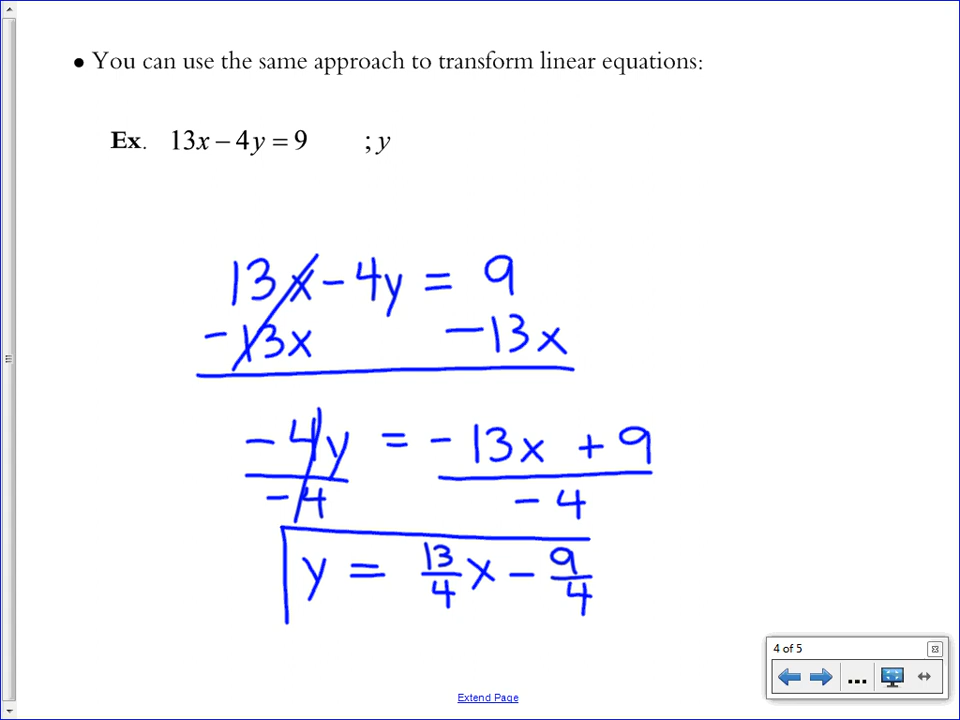 • You can use the same approach to transform linear equations:
Ex. 13x – 4y = 9 ; y
13x – 4y = 9
– 13x – 13x
– 4y = – 13x + 9
– 4 – 4
y = 13/4 x – 9/4
4 of 5
...
Extend Page